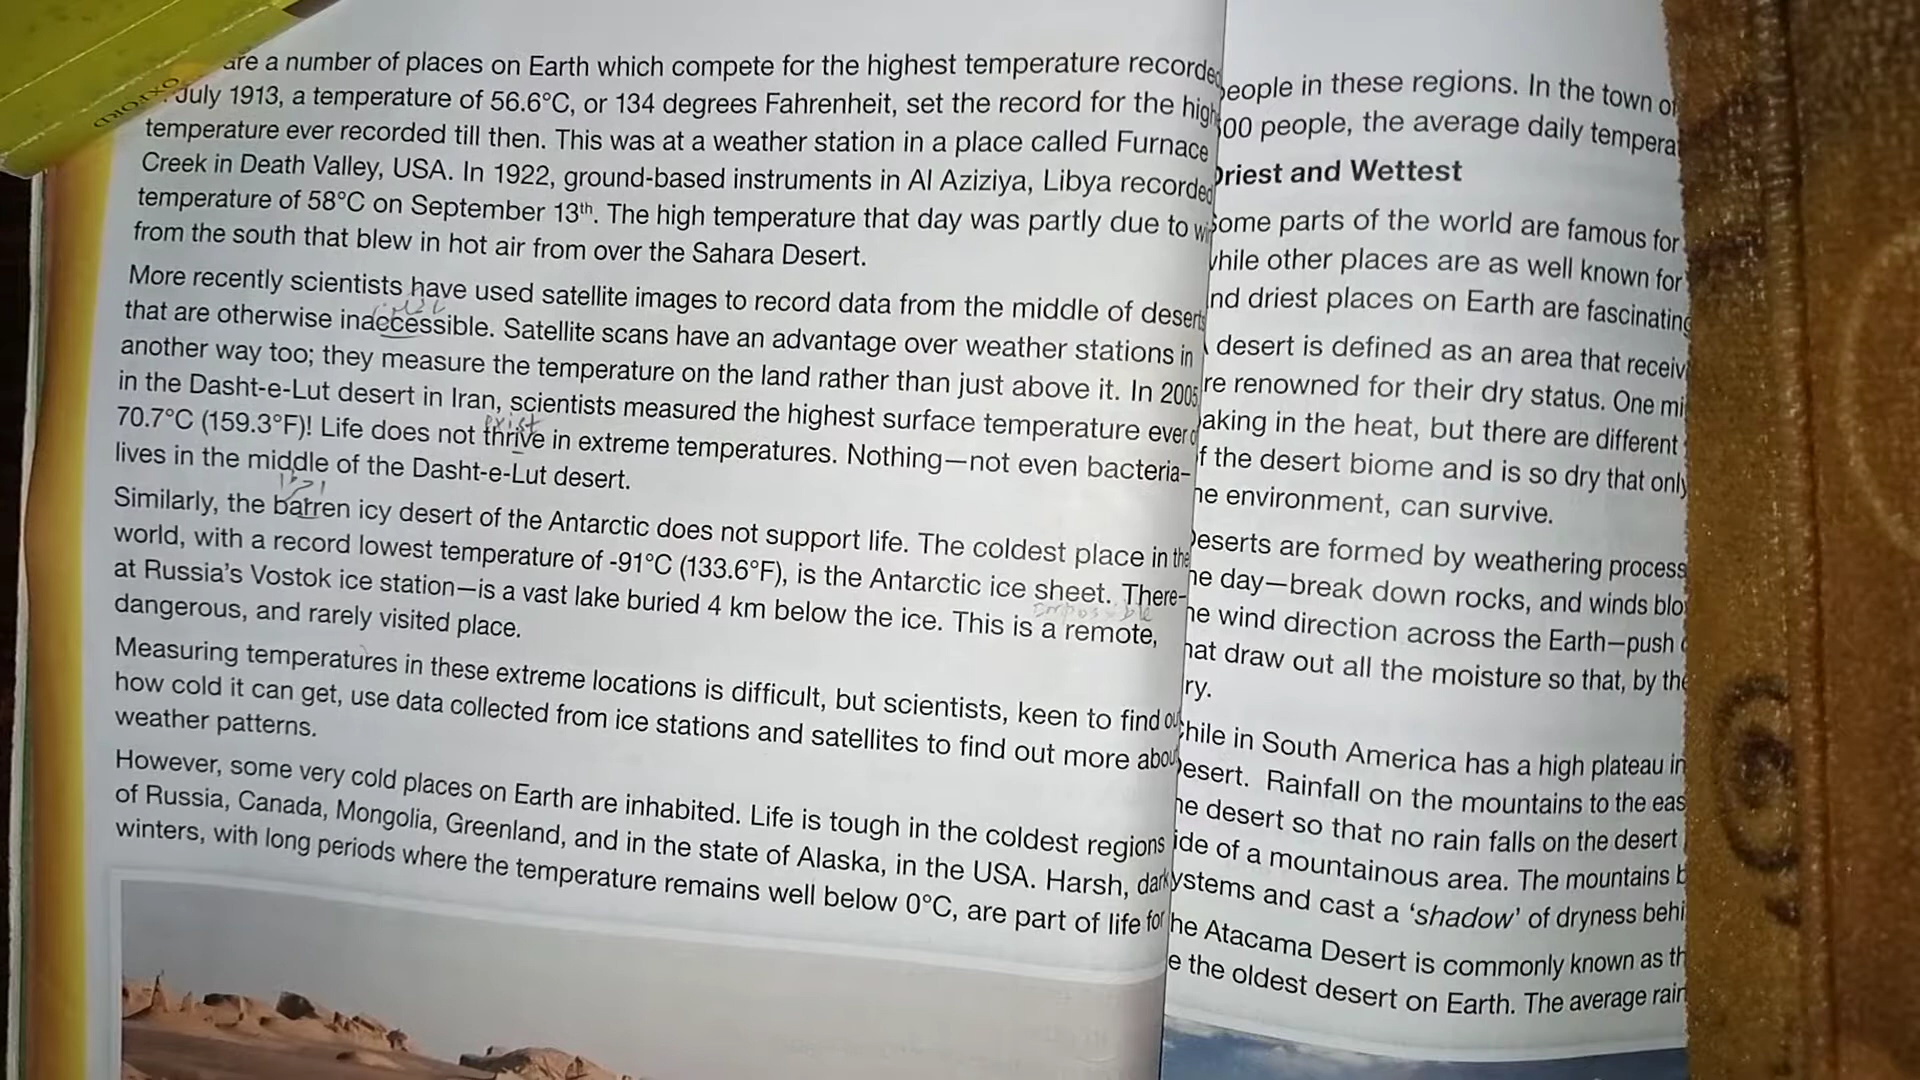 are a number of places on Earth which compete for the highest temperature recorded
July 1913, a temperature of 56.6°C, or 134 degrees Fahrenheit, set the record for the high
temperature ever recorded till then. This was at a weather station in a place called Furnace
Creek in Death Valley, USA. In 1922, ground-based instruments in Al Aziziya, Libya recorded
temperature of 58°C on September 13th. The high temperature that day was partly due to
from the south that blew in hot air from over the Sahara Desert.
More recently scientists have used satellite images to record data from the middle of deserts
that are otherwise inaccessible. Satellite scans have an advantage over weather stations in
another way too; they measure the temperature on the land rather than just above it. In 2005,
in the Dasht-e-Lut desert in Iran, scientists measured the highest surface temperature ever
exist
70.7°C (159.3°F)! Life does not thrive in extreme temperatures. Nothing—not even bacteria-
lives in the middle of the Dasht-e-Lut desert.
Similarly, the barren icy desert of the Antarctic does not support life. The coldest place in the
world, with a record lowest temperature of -91°C (133.6°F), is the Antarctic ice sheet. There-
at Russia's Vostok ice station—is a vast lake buried 4 km below the ice. This is a remote,
dangerous, and rarely visited place.
Measuring temperatures in these extreme locations is difficult, but scientists, keen to find out
how cold it can get, use data collected from ice stations and satellites to find out more about
weather patterns.
However, some very cold places on Earth are inhabited. Life is tough in the coldest regions
of Russia, Canada, Mongolia, Greenland, and in the state of Alaska, in the USA. Harsh, dark
winters, with long periods where the temperature remains well below 0°C, are part of life for
people in these regions. In the town of
00 people, the average daily tempera
Driest and Wettest
Some parts of the world are famous for
while other places are as well known for
and driest places on Earth are fascinating
desert is defined as an area that receiv
re renowned for their dry status. One mi
aking in the heat, but there are different
f the desert biome and is so dry that only
he environment, can survive.
Deserts are formed by weathering process
he day—break down rocks, and winds blo
he wind direction across the Earth—push
hat draw out all the moisture so that, by the
ry.
Chile in South America has a high plateau in
esert. Rainfall on the mountains to the eas
he desert so that no rain falls on the desert
ide of a mountainous area. The mountains b
ystems and cast a 'shadow' of dryness behi
he Atacama Desert is commonly known as th
e the oldest desert on Earth. The average rain